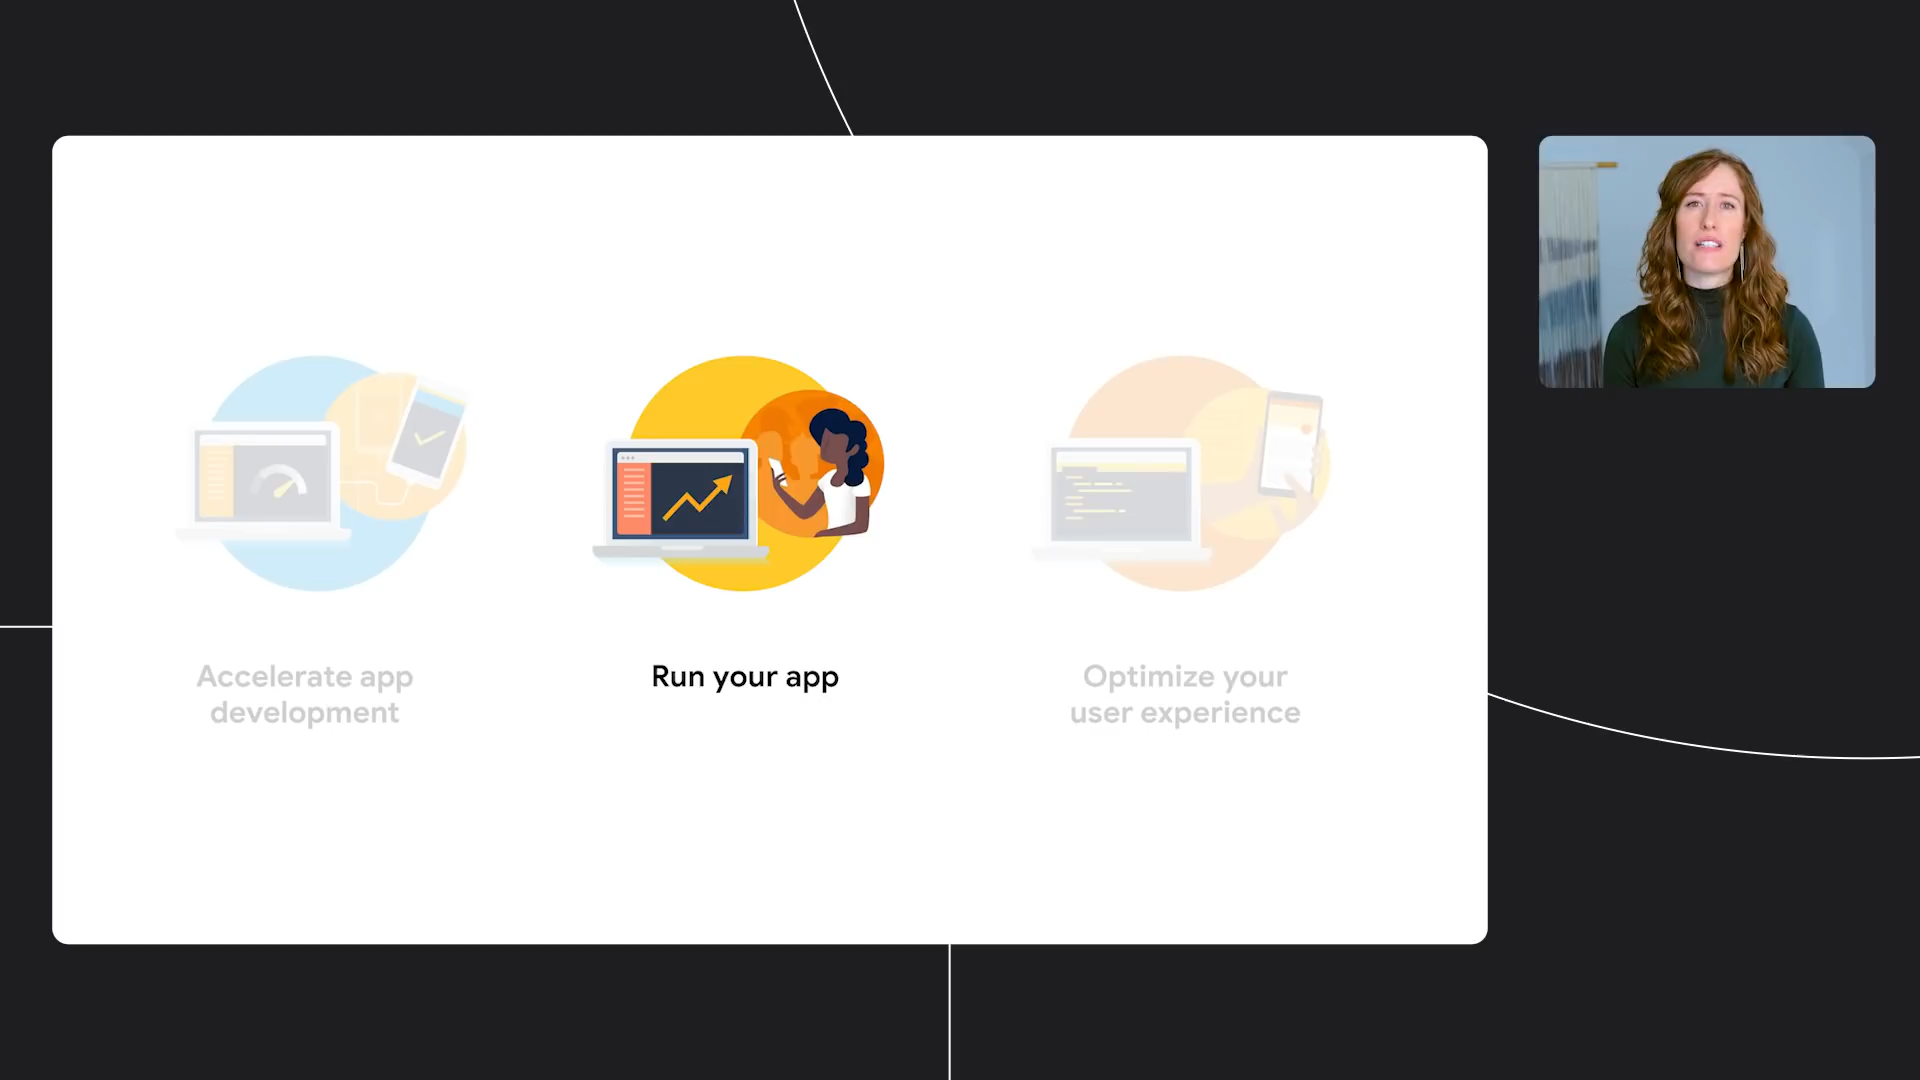 Accelerate app
development
Run your app
Optimize your
user experience